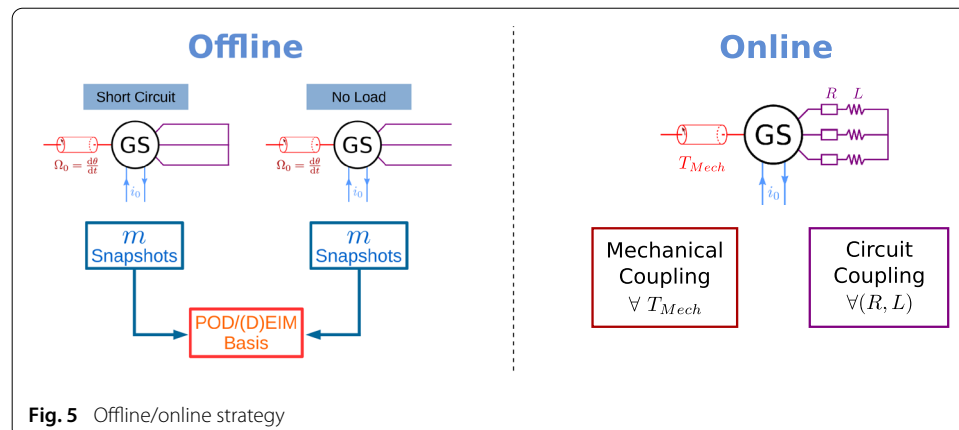 Offline
Online
Short Circuit
No Load
GS
Ω₀ = dθ/dt
i₀
GS
Ω₀ = dθ/dt
i₀
R L
GS
T_Mech
i₀
m
Snapshots
m
Snapshots
POD/(D)EIM
Basis
Mechanical
Coupling
∀ T_Mech
Circuit
Coupling
∀(R, L)
Fig. 5 Offline/online strategy